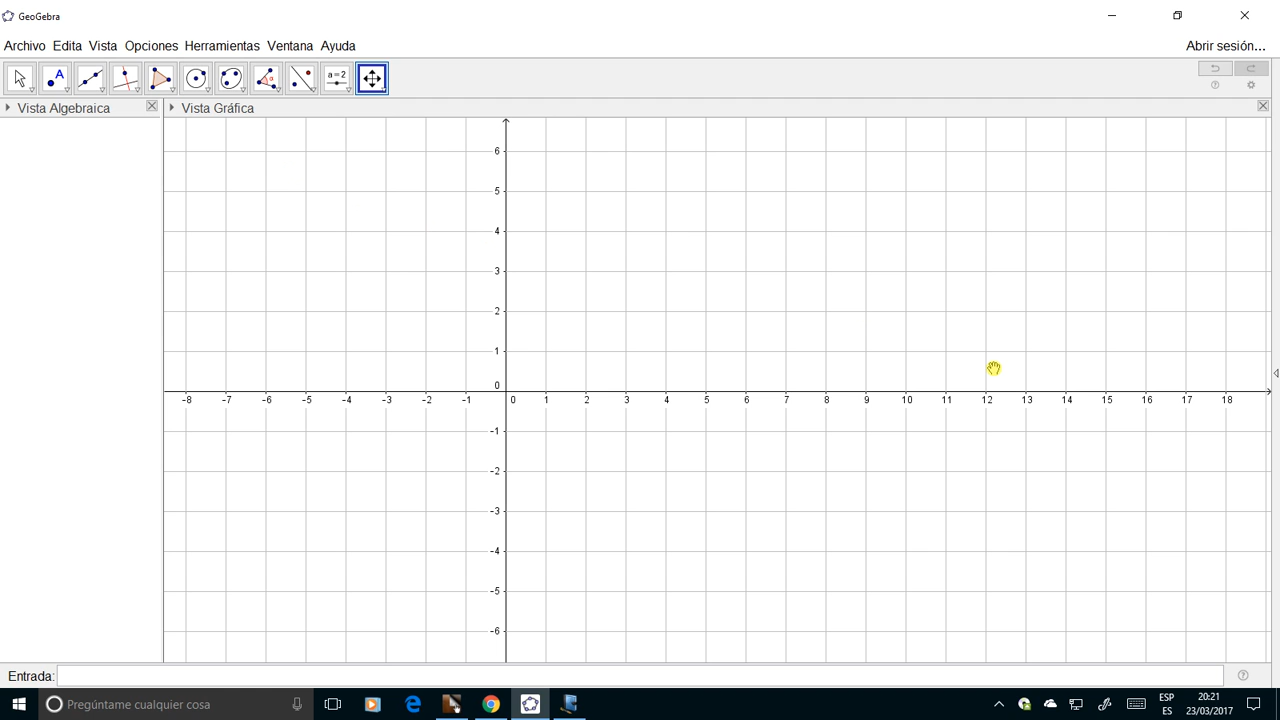 GeoGebra
Archivo Edita Vista Opciones Herramientas Ventana Ayuda
Abrir sesión...
A
α
a=2
Vista Algebraica
Vista Gráfica
6
5
4
3
2
1
0
-8 -7 -6 -5 -4 -3 -2 -1 0 1 2 3 4 5 6 7 8 9 10 11 12 13 14 15 16 17 18
-1
-2
-3
-4
-5
-6
Entrada:
Pregúntame cualquier cosa
ESP
ES
20:21
23/03/2017